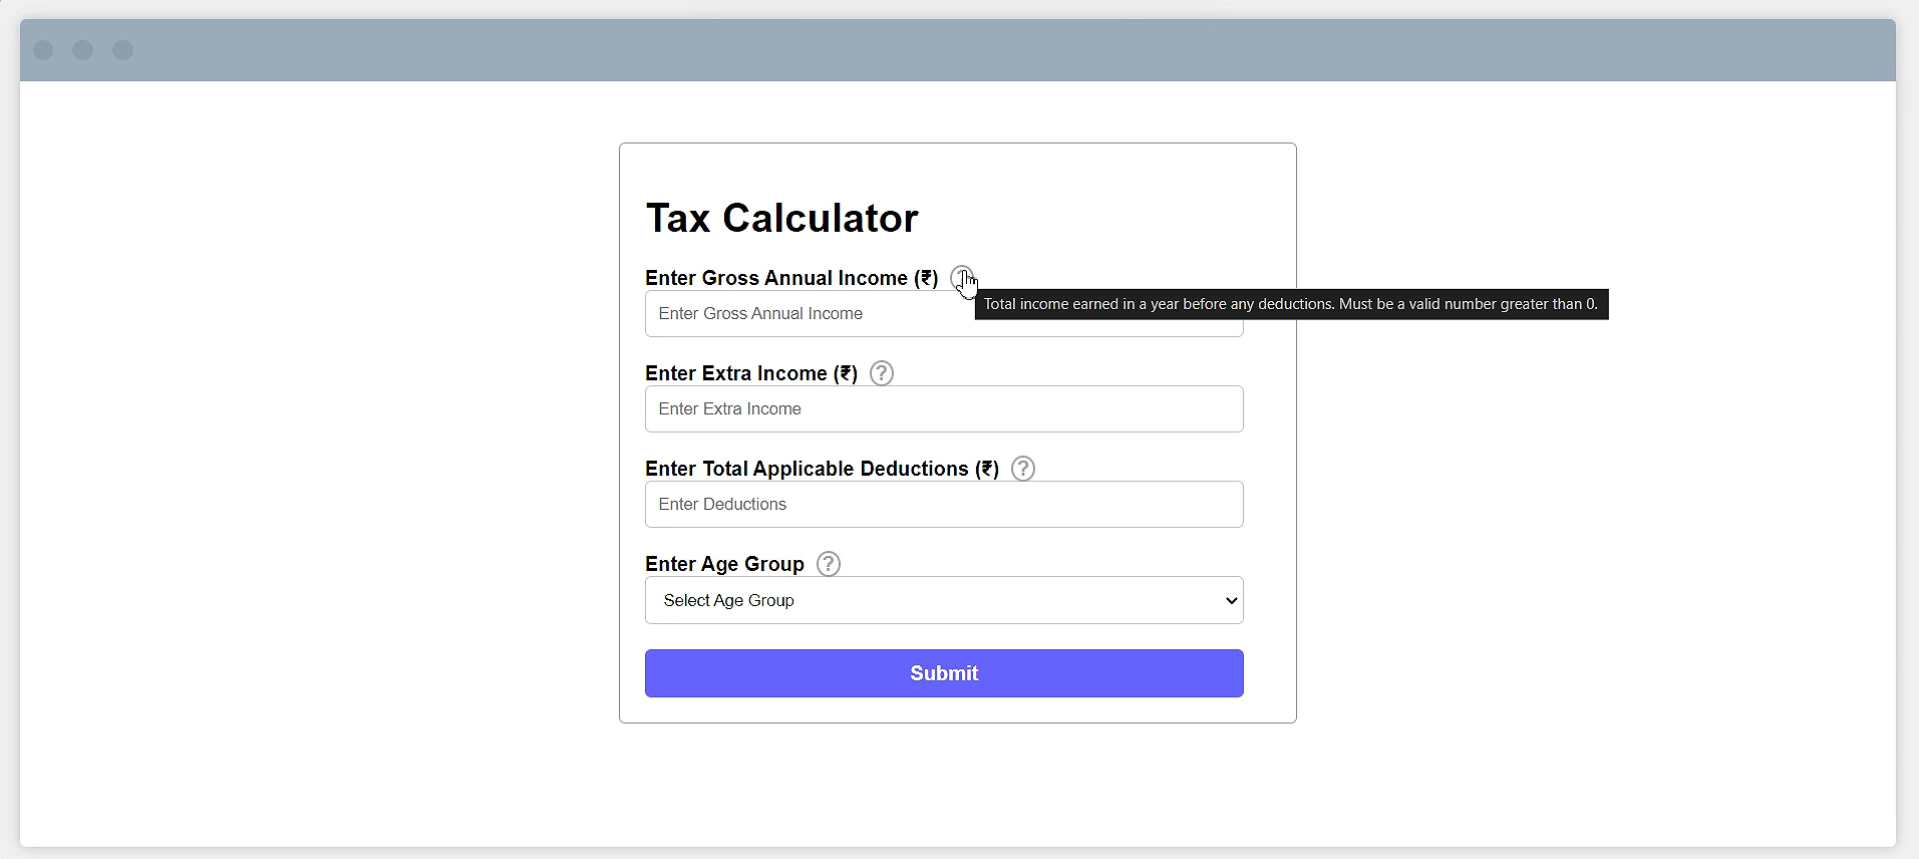 Tax Calculator
Enter Gross Annual Income (₹)
Total income earned in a year before any deductions. Must be a valid number greater than 0.
Enter Gross Annual Income
Enter Extra Income (₹) ?
Enter Extra Income
Enter Total Applicable Deductions (₹) ?
Enter Deductions
Enter Age Group ?
Select Age Group
Submit